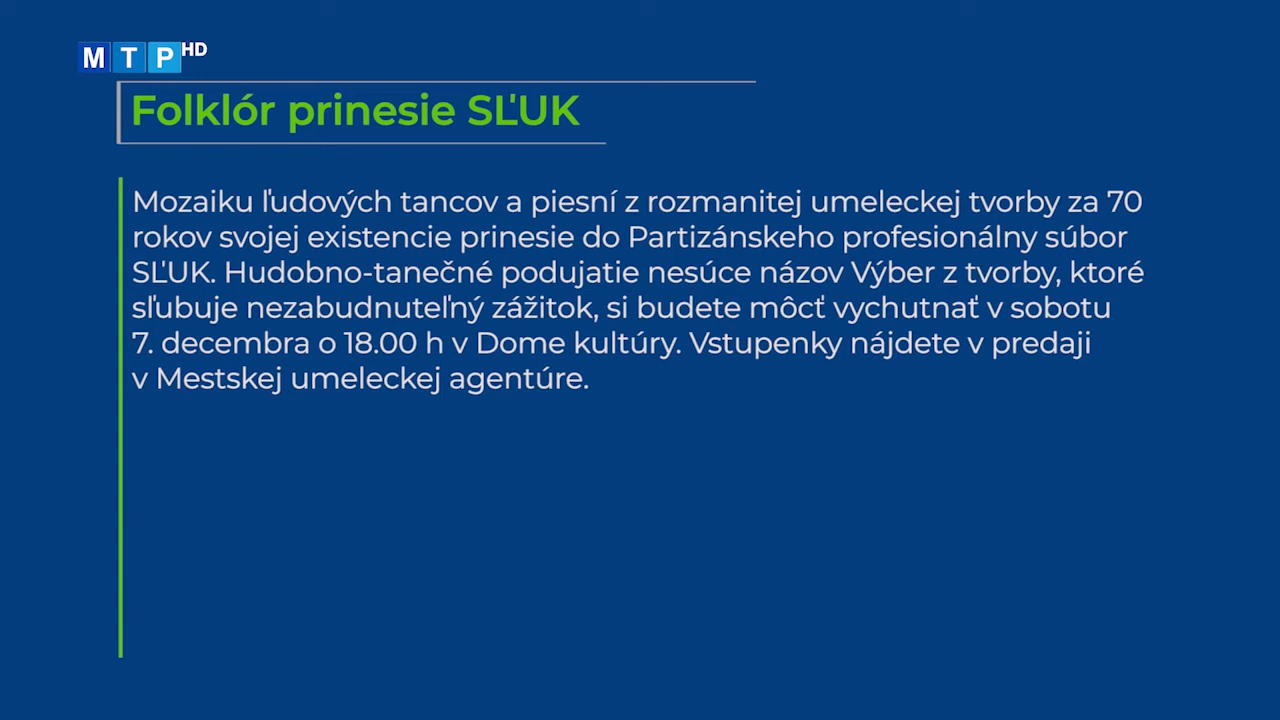 MTP HD
Folklór prinesie SĽUK
Mozaiku ľudových tancov a piesní z rozmanitej umeleckej tvorby za 70
rokov svojej existencie prinesie do Partizánskeho profesionálny súbor
SĽUK. Hudobno-tanečné podujatie nesúce názov Výber z tvorby, ktoré
sľubuje nezabudnuteľný zážitok, si budete môcť vychutnať v sobotu
7. decembra o 18.00 h v Dome kultúry. Vstupenky nájdete v predaji
v Mestskej umeleckej agentúre.